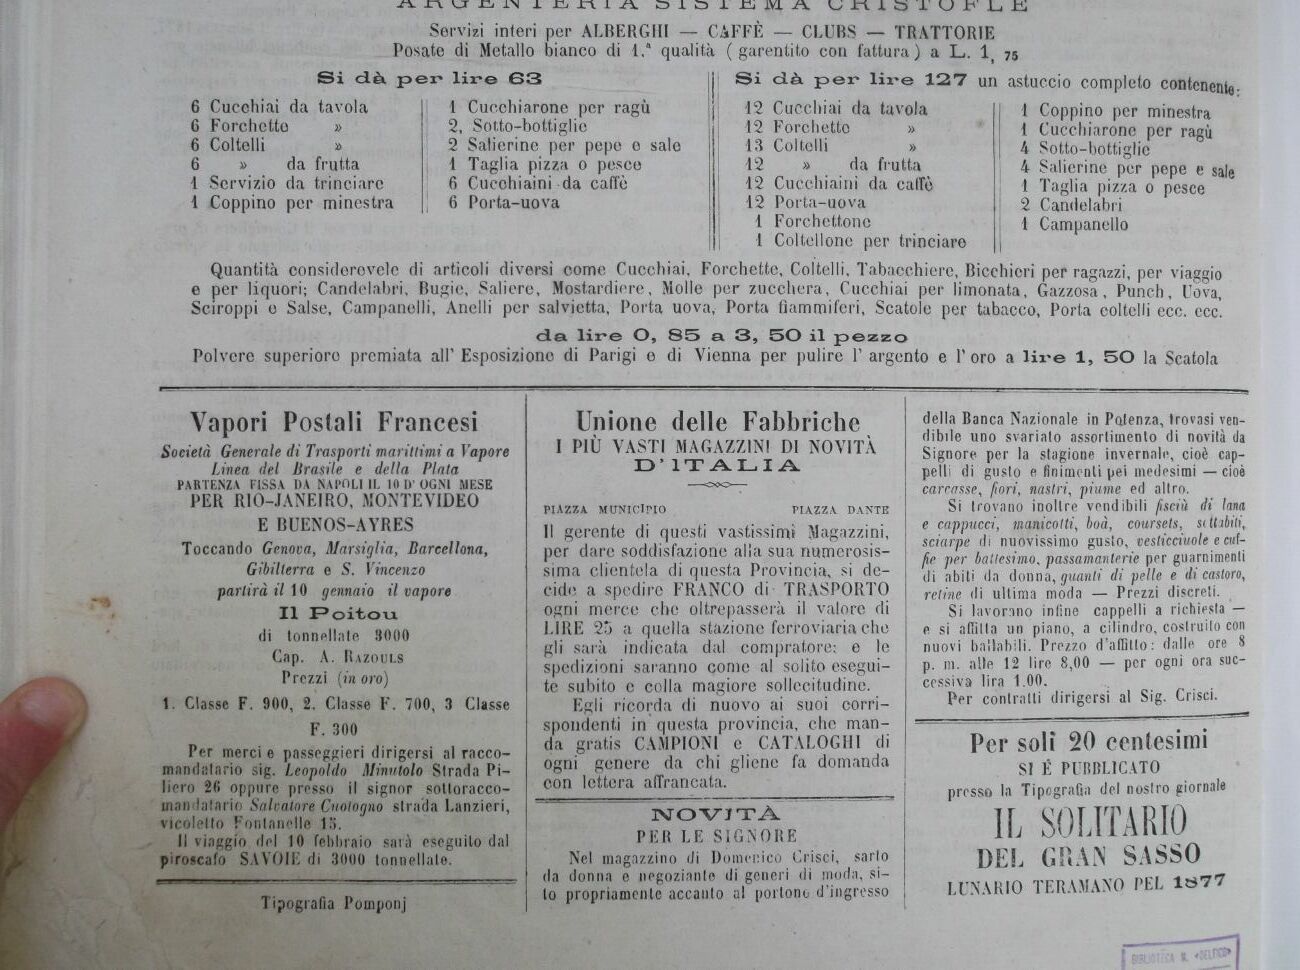 ARGENTERIA SISTEMA CRISTOFLE
Servizi interi per ALBERGHI — CAFFÈ — CLUBS — TRATTORIE
Posate di Metallo bianco di 1.ª qualità (garentito con fattura) a L. 1, 75
Si dà per lire 63
6 Cucchiai da tavola
6 Forchette »
6 Coltelli »
6 » da frutta
1 Servizio da trinciare
1 Coppino per minestra
1 Cucchiarone per ragù
2, Sotto-bottiglie
2 Salierine per pepe e sale
1 Taglia pizza o pesce
6 Cucchiaini da caffè
6 Porta-uova
Si dà per lire 127 un astuccio completo contenente:
12 Cucchiai da tavola
12 Forchette »
13 Coltelli »
12 » da frutta
12 Cucchiaini da caffè
12 Porta-uova
1 Forchettone
1 Coltellone per trinciare
1 Coppino per minestra
1 Cucchiarone per ragù
4 Sotto-bottiglie
4 Salierine per pepe e sale
1 Taglia pizza o pesce
2 Candelabri
1 Campanello
Quantità considerevele di articoli diversi come Cucchiai, Forchette, Coltelli, Tabacchiere, Bicchieri per ragazzi, per viaggio
e per liquori; Candelabri, Bugie, Saliere, Mostardiere, Molle per zucchera, Cucchiai per limonata, Gazzosa, Punch, Uova,
Sciroppi e Salse, Campanelli, Anelli per salvietta, Porta uova, Porta fiammiferi, Scatole per tabacco, Porta coltelli ecc. ecc.
da lire 0, 85 a 3, 50 il pezzo
Polvere superiore premiata all' Esposizione di Parigi e di Vienna per pulire l' argento e l' oro a lire 1, 50 la Scatola
Vapori Postali Francesi
Società Generale di Trasporti marittimi a Vapore
Linea del Brasile e della Plata
PARTENZA FISSA DA NAPOLI IL 10 D' OGNI MESE
PER RIO-JANEIRO, MONTEVIDEO
E BUENOS-AYRES
Toccando Genova, Marsiglia, Barcellona,
Gibilterra e S. Vincenzo
partirà il 10 gennaio il vapore
Il Poitou
di tonnellate 3000
Cap. A. RAZOULS
Prezzi (in oro)
1. Classe F. 900, 2. Classe F. 700, 3 Classe
F. 300
Per merci e passeggieri dirigersi al racco-
mandatario sig. Leopoldo Minutolo Strada Pi-
liero 26 oppure presso il signor sottoracco-
mandatario Salvatore Cuologno strada Lanzieri,
vicoletto Fontanelle 15.
Il viaggio del 10 febbraio sarà eseguito dal
piroscafo SAVOIE di 3000 tonnellate.
Tipografia Pomponj
Unione delle Fabbriche
I PIÙ VASTI MAGAZZINI DI NOVITÀ
D'ITALIA
PIAZZA MUNICIPIO PIAZZA DANTE
Il gerente di questi vastissimi Magazzini,
per dare soddisfazione alla sua numerosis-
sima clientela di questa Provincia, si de-
cide a spedire FRANCO di TRASPORTO
ogni merce che oltrepasserà il valore di
LIRE 25 a quella stazione ferroviaria che
gli sarà indicata dal compratore; e le
spedizioni saranno come al solito esegui-
te subito e colla magiore sollecitudine.
Egli ricorda di nuovo ai suoi corri-
spondenti in questa provincia, che man-
da gratis CAMPIONI e CATALOGHI di
ogni genere da chi gliene fa domanda
con lettera affrancata.
NOVITÀ
PER LE SIGNORE
Nel magazzino di Domenico Crisci, sarto
da donna e negoziante di generi di moda, si-
to propriamente accanto al portone d'ingresso
della Banca Nazionale in Potenza, trovasi ven-
dibile uno svariato assortimento di novità da
Signore per la stagione invernale, cioè cap-
pelli di gusto e finimenti pei medesimi — cioè
carcasse, fiori, nastri, piume ed altro.
Si trovano inoltre vendibili fisciù di lana
e cappucci, manicotti, boà, coursets, sottabiti,
sciarpe di nuovissimo gusto, vesticciuole e cuf-
fie per battesimo, passamanterie per guarnimenti
di abiti da donna, guanti di pelle e di castoro,
retine di ultima moda — Prezzi discreti.
Si lavorano infine cappelli a richiesta —
e si affitta un piano, a cilindro, costruito con
nuovi ballabili. Prezzo d'affitto: dalle ore 8
p. m. alle 12 lire 8,00 — per ogni ora suc-
cessiva lira 1.00.
Per contratti dirigersi al Sig. Crisci.
Per soli 20 centesimi
SI È PUBBLICATO
presso la Tipografia del nostro giornale
IL SOLITARIO
DEL GRAN SASSO
LUNARIO TERAMANO PEL 1877
BIBLIOTECA M. «DELFICO»